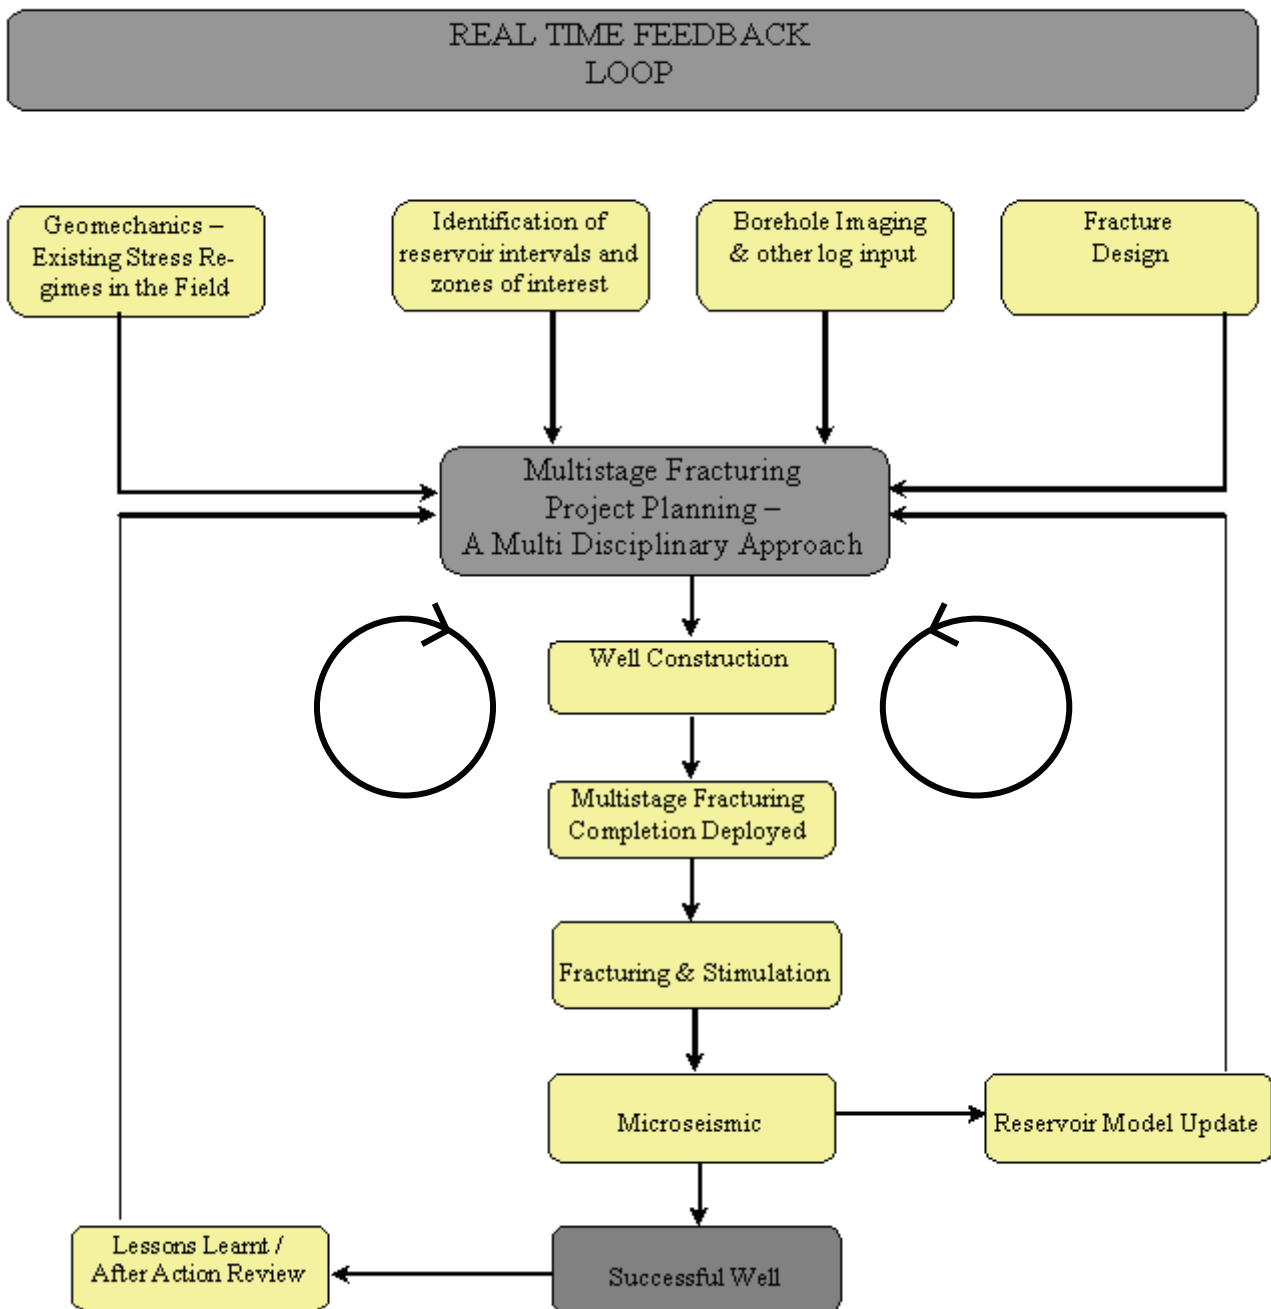 REAL TIME FEEDBACK
LOOP
Geomechanics –
Existing Stress Re-
gimes in the Field
Identification of
reservoir intervals and
zones of interest
Borehole Imaging
& other log input
Fracture
Design
Multistage Fracturing
Project Planning –
A Multi Disciplinary Approach
Well Construction
Multistage Fracturing
Completion Deployed
Fracturing & Stimulation
Microseismic
Reservoir Model Update
Lessons Learnt /
After Action Review
Successful Well